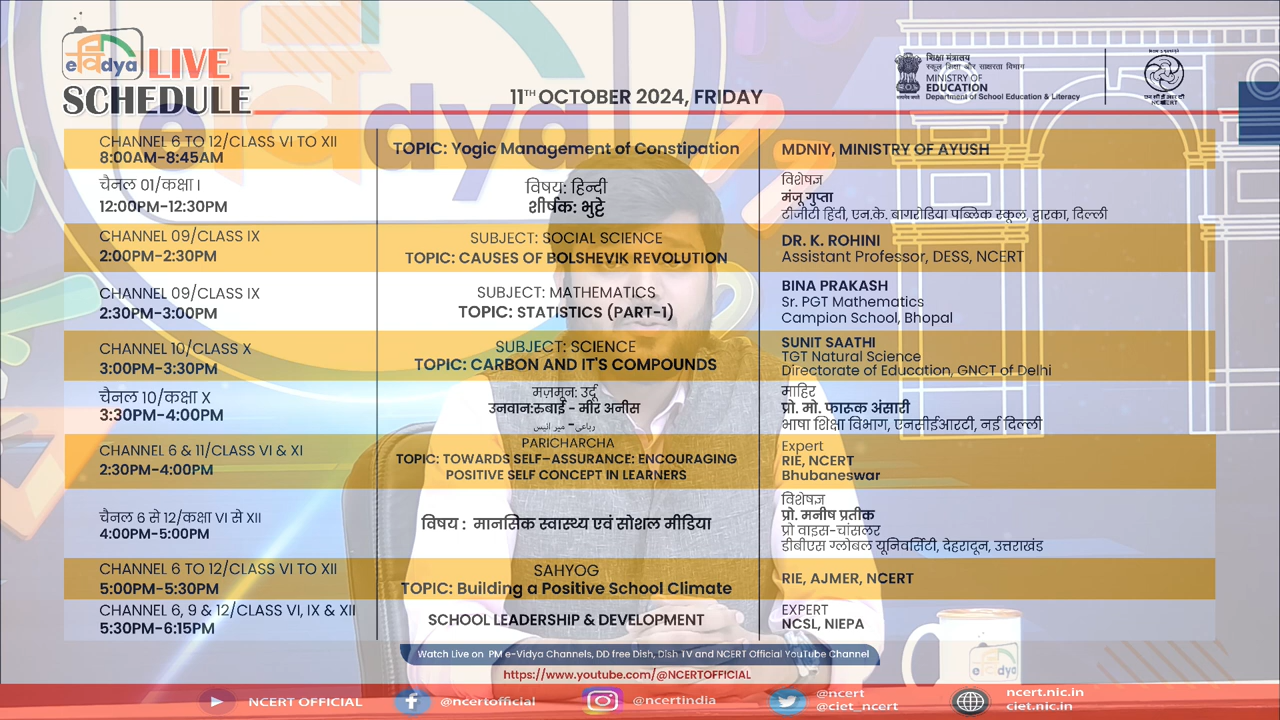 eविdya LIVE
SCHEDULE
11TH OCTOBER 2024, FRIDAY
शिक्षा मंत्रालय
स्कूल शिक्षा और साक्षरता विभाग
MINISTRY OF
EDUCATION
Department of School Education & Literacy
सत्यमेव जयते
एन सी ई आर टी
NCERT
CHANNEL 6 TO 12/CLASS VI TO XII
8:00AM-8:45AM
TOPIC: Yogic Management of Constipation
MDNIY, MINISTRY OF AYUSH
चैनल 01/कक्षा I
12:00PM-12:30PM
विषय: हिन्दी
शीर्षक: भुट्टे
विशेषज्ञ
मंजू गुप्ता
टीजीटी हिंदी, एन.के. बागरोडिया पब्लिक स्कूल, द्वारका, दिल्ली
CHANNEL 09/CLASS IX
2:00PM-2:30PM
SUBJECT: SOCIAL SCIENCE
TOPIC: CAUSES OF BOLSHEVIK REVOLUTION
DR. K. ROHINI
Assistant Professor, DESS, NCERT
CHANNEL 09/CLASS IX
2:30PM-3:00PM
SUBJECT: MATHEMATICS
TOPIC: STATISTICS (PART-1)
BINA PRAKASH
Sr. PGT Mathematics
Campion School, Bhopal
CHANNEL 10/CLASS X
3:00PM-3:30PM
SUBJECT: SCIENCE
TOPIC: CARBON AND IT'S COMPOUNDS
SUNIT SAATHI
TGT Natural Science
Directorate of Education, GNCT of Delhi
चैनल 10/कक्षा X
3:30PM-4:00PM
मज़मून: उर्दू
उनवान:रुबाई - मीर अनीस
رباعی- میر انیس
माहिर
प्रो. मो. फारूक अंसारी
भाषा शिक्षा विभाग, एनसीईआरटी, नई दिल्ली
CHANNEL 6 & 11/CLASS VI & XI
2:30PM-4:00PM
PARICHARCHA
TOPIC: TOWARDS SELF–ASSURANCE: ENCOURAGING
POSITIVE SELF CONCEPT IN LEARNERS
Expert
RIE, NCERT
Bhubaneswar
चैनल 6 से 12/कक्षा VI से XII
4:00PM-5:00PM
विषय : मानसिक स्वास्थ्य एवं सोशल मीडिया
विशेषज्ञ
प्रो. मनीष प्रतीक
प्रो वाइस-चांसलर
डीबीएस ग्लोबल यूनिवर्सिटी, देहरादून, उत्तराखंड
CHANNEL 6 TO 12/CLASS VI TO XII
5:00PM-5:30PM
SAHYOG
TOPIC: Building a Positive School Climate
RIE, AJMER, NCERT
CHANNEL 6, 9 & 12/CLASS VI, IX & XII
5:30PM-6:15PM
SCHOOL LEADERSHIP & DEVELOPMENT
EXPERT
NCSL, NIEPA
Watch Live on PM e-Vidya Channels, DD free Dish, Dish TV and NCERT Official YouTube Channel
https://www.youtube.com/@NCERTOFFICIAL
eविdya
NCERT OFFICIAL
@ncertofficial
@ncertindia
@ncert
@ciet_ncert
ncert.nic.in
ciet.nic.in